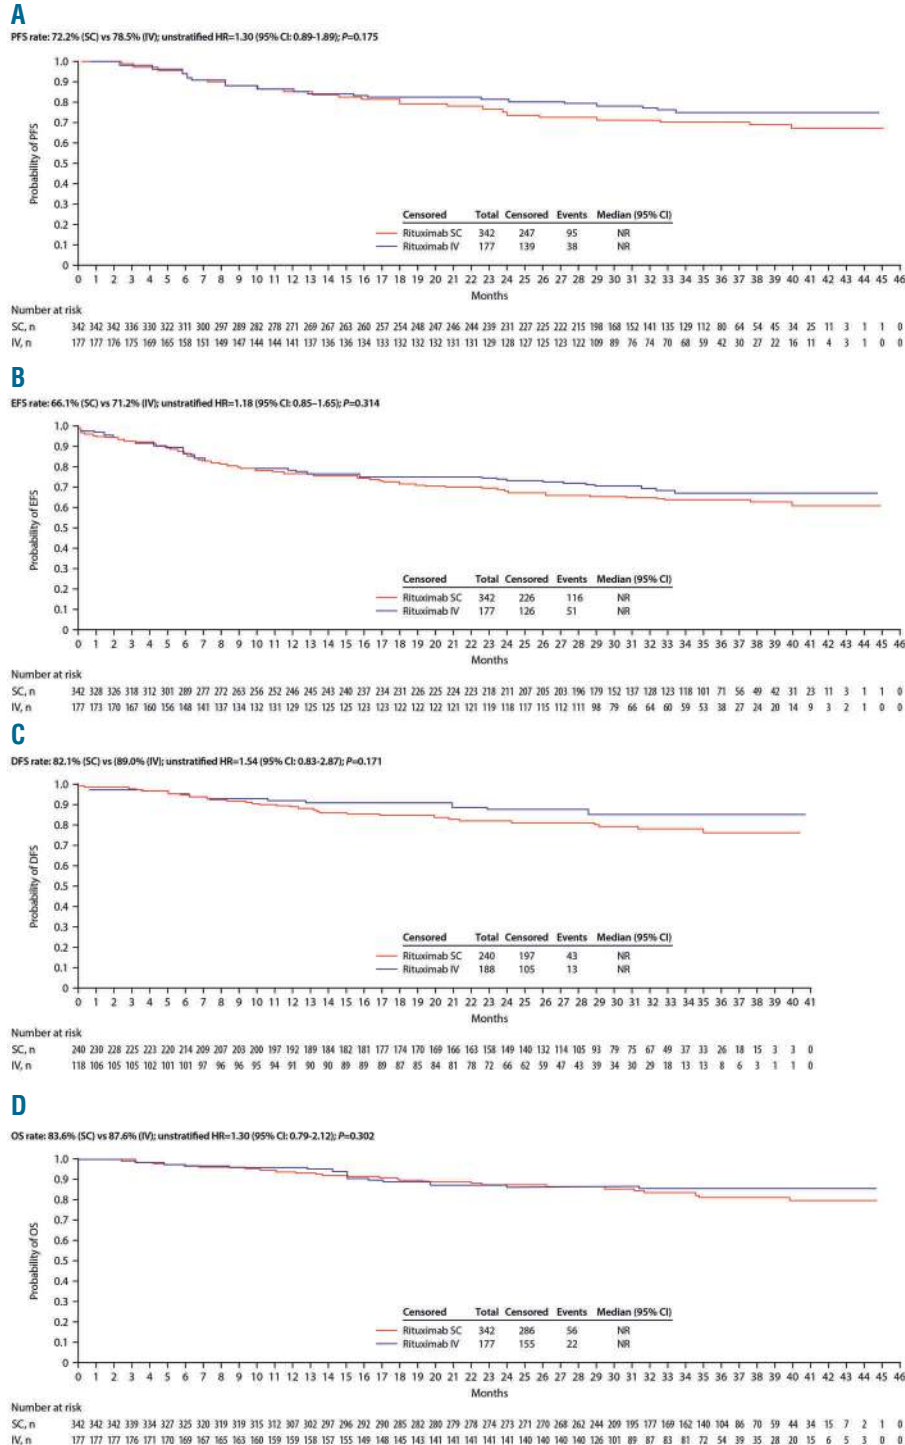 A
PFS rate: 72.2% (SC) vs 78.5% (IV); unstratified HR=1.30 (95% CI: 0.89-1.89); P=0.175
1.0
0.9
0.8
0.7
0.6
0.5
0.4
0.3
0.2
0.1
0
Probability of PFS
Censored Total Censored Events Median (95% CI)
Rituximab SC 342 247 95 NR
Rituximab IV 177 139 38 NR
0 1 2 3 4 5 6 7 8 9 10 11 12 13 14 15 16 17 18 19 20 21 22 23 24 25 26 27 28 29 30 31 32 33 34 35 36 37 38 39 40 41 42 43 44 45 46
Months
Number at risk
SC, n 342 342 342 336 330 322 311 300 297 289 282 278 271 269 267 263 260 257 254 248 247 246 244 239 231 227 225 222 215 198 168 152 141 135 129 112 80 64 54 45 34 25 11 3 1 1 0
IV, n 177 177 176 175 169 165 158 151 149 147 144 144 141 137 136 136 134 133 132 132 132 131 131 129 128 127 125 123 122 109 89 76 74 70 68 59 42 30 27 22 16 11 4 3 1 0 0
B
EFS rate: 66.1% (SC) vs 71.2% (IV); unstratified HR=1.18 (95% CI: 0.85–1.65); P=0.314
1.0
0.9
0.8
0.7
0.6
0.5
0.4
0.3
0.2
0.1
0
Probability of EFS
Censored Total Censored Events Median (95% CI)
Rituximab SC 342 226 116 NR
Rituximab IV 177 126 51 NR
0 1 2 3 4 5 6 7 8 9 10 11 12 13 14 15 16 17 18 19 20 21 22 23 24 25 26 27 28 29 30 31 32 33 34 35 36 37 38 39 40 41 42 43 44 45 46
Months
Number at risk
SC, n 342 328 326 318 312 301 289 277 272 263 256 252 246 245 243 240 237 234 231 226 225 224 223 218 211 207 205 203 196 179 152 137 128 123 118 101 71 56 49 42 31 23 11 3 1 1 0
IV, n 177 173 170 167 160 156 148 141 137 134 132 131 129 125 125 125 123 123 122 122 122 121 121 119 118 117 115 112 111 98 79 66 64 60 59 53 38 27 24 20 14 9 3 2 1 0 0
C
DFS rate: 82.1% (SC) vs (89.0% (IV); unstratified HR=1.54 (95% CI: 0.83-2.87); P=0.171
1.0
0.9
0.8
0.7
0.6
0.5
0.4
0.3
0.2
0.1
0
Probability of DFS
Censored Total Censored Events Median (95% CI)
Rituximab SC 240 197 43 NR
Rituximab IV 188 105 13 NR
0 1 2 3 4 5 6 7 8 9 10 11 12 13 14 15 16 17 18 19 20 21 22 23 24 25 26 27 28 29 30 31 32 33 34 35 36 37 38 39 40 41
Months
Number at risk
SC, n 240 230 228 225 223 220 214 209 207 203 200 197 192 189 184 182 181 177 174 170 169 166 163 158 149 140 132 114 105 93 79 75 67 49 37 33 26 18 15 3 3 0
IV, n 118 106 105 105 102 101 101 97 96 96 95 94 91 90 90 89 89 89 87 85 84 81 78 72 66 62 59 47 43 39 34 30 29 18 13 13 8 6 3 1 1 0
D
OS rate: 83.6% (SC) vs 87.6% (IV); unstratified HR=1.30 (95% CI: 0.79-2.12); P=0.302
1.0
0.9
0.8
0.7
0.6
0.5
0.4
0.3
0.2
0.1
0
Probability of OS
Censored Total Censored Events Median (95% CI)
Rituximab SC 342 286 56 NR
Rituximab IV 177 155 22 NR
0 1 2 3 4 5 6 7 8 9 10 11 12 13 14 15 16 17 18 19 20 21 22 23 24 25 26 27 28 29 30 31 32 33 34 35 36 37 38 39 40 41 42 43 44 45 46
Months
Number at risk
SC, n 342 342 342 339 334 327 325 320 319 319 315 312 307 302 297 296 292 290 285 282 280 279 278 274 273 271 270 268 262 244 209 195 177 169 162 140 104 86 70 59 44 34 15 7 2 1 0
IV, n 177 177 177 176 171 170 169 167 165 163 160 159 159 158 157 155 149 148 145 143 141 141 141 141 141 140 140 140 140 126 101 89 87 83 81 72 54 39 35 28 20 15 6 5 3 0 0